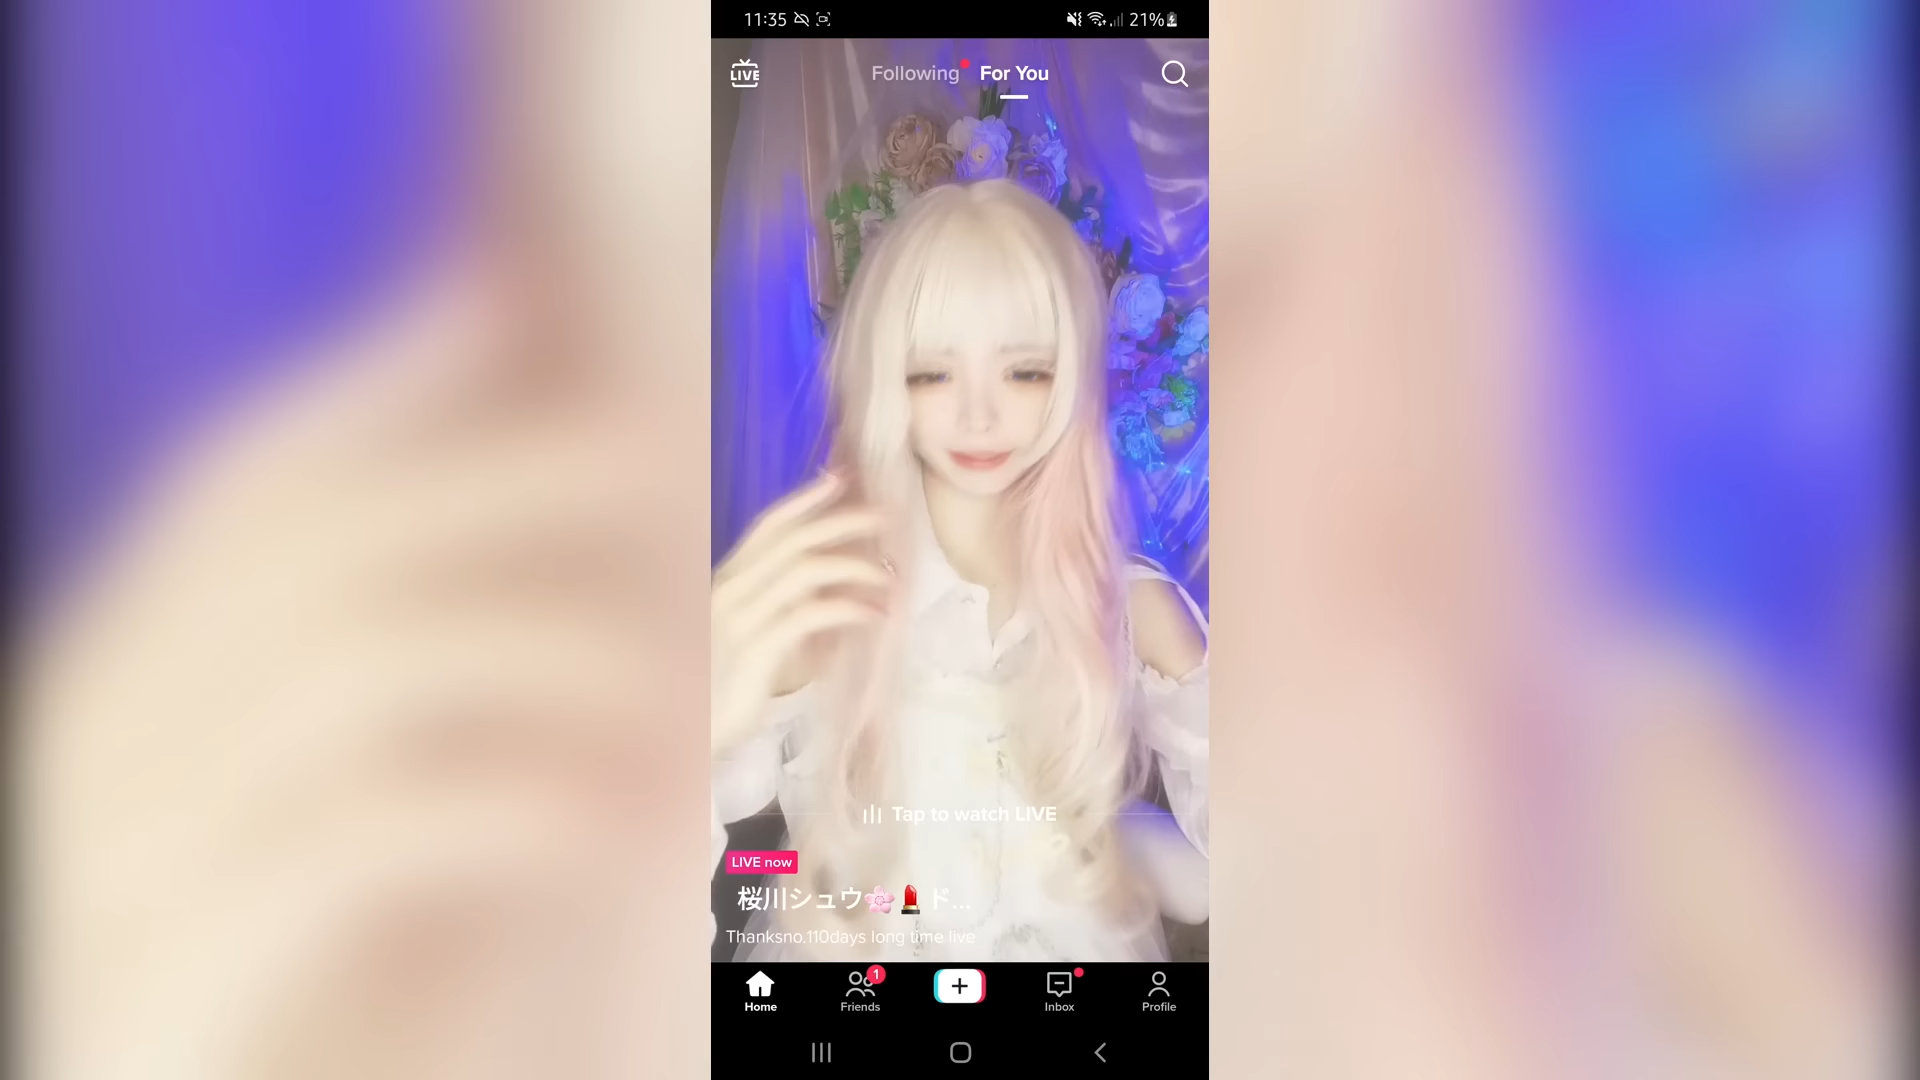 11:35 21%
LIVE Following For You
Tap to watch LIVE
LIVE now
桜川シュウ🌸💄ド...
Thanksno.110days long time live
1
Home Friends Inbox Profile